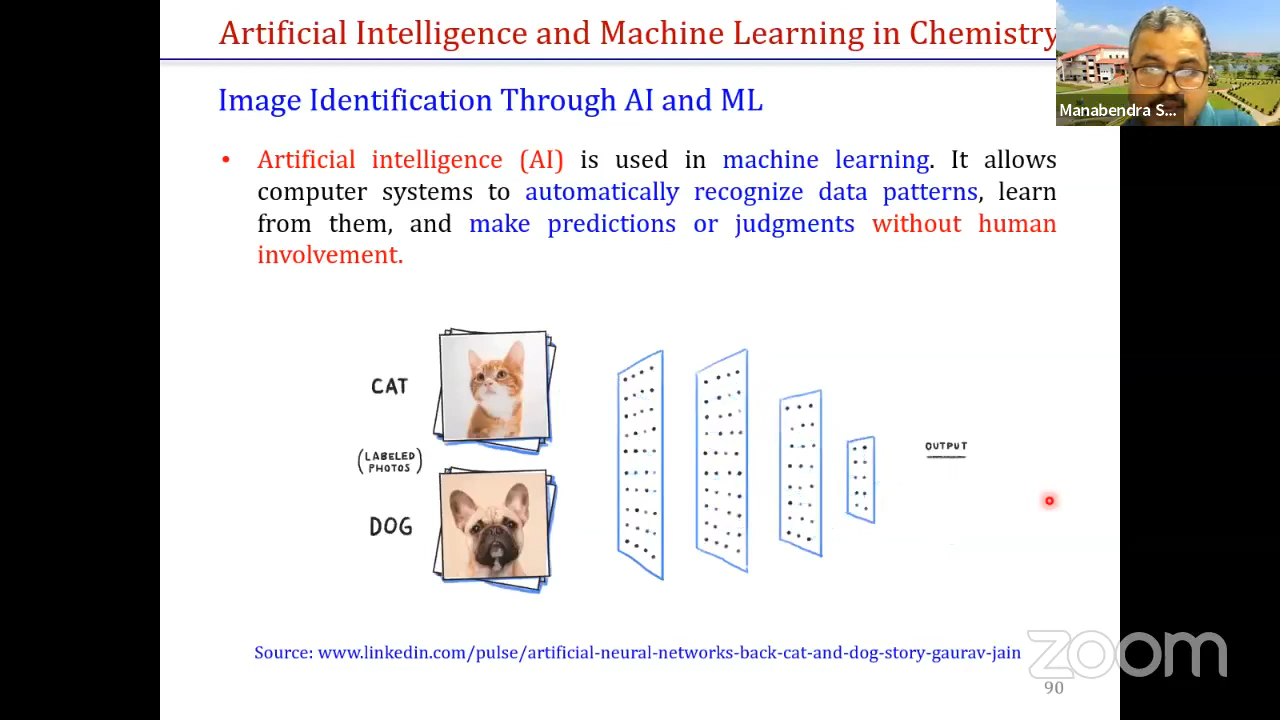 Artificial Intelligence and Machine Learning in Chemistry
Manabendra S...
Image Identification Through AI and ML
• Artificial intelligence (AI) is used in machine learning. It allows
computer systems to automatically recognize data patterns, learn
from them, and make predictions or judgments without human
involvement.
CAT
(LABELED
PHOTOS)
DOG
OUTPUT
Source: www.linkedin.com/pulse/artificial-neural-networks-back-cat-and-dog-story-gaurav-jain
zoom
90